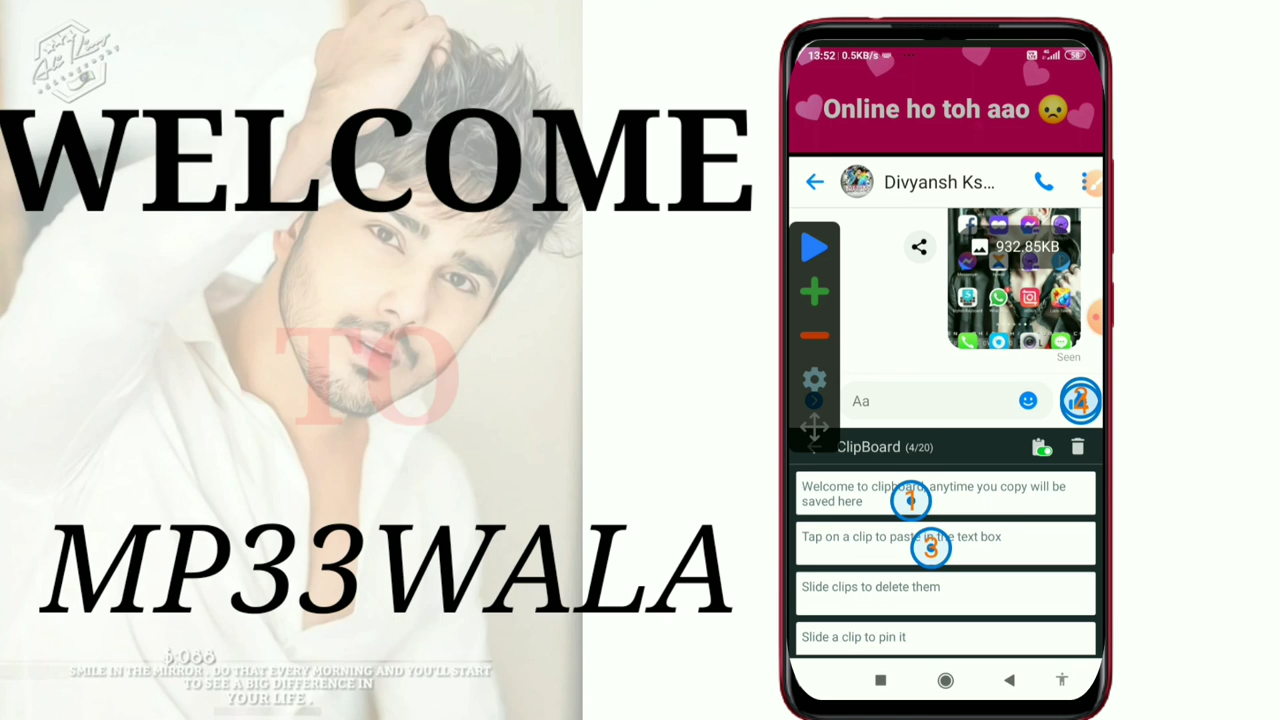 WELCOME
TO
MP33WALA
SMILE IN THE MIRROR . DO THAT EVERY MORNING AND YOU'LL START
TO SEE A BIG DIFFERENCE IN
YOUR LIFE .
13:52 | 0.5KB/s
58
Online ho toh aao
Divyansh Ks...
932.85KB
Seen
Aa
ClipBoard (4/20)
Welcome to clipboard, anytime you copy will be
saved here
1
Tap on a clip to paste in the text box
3
Slide clips to delete them
Slide a clip to pin it